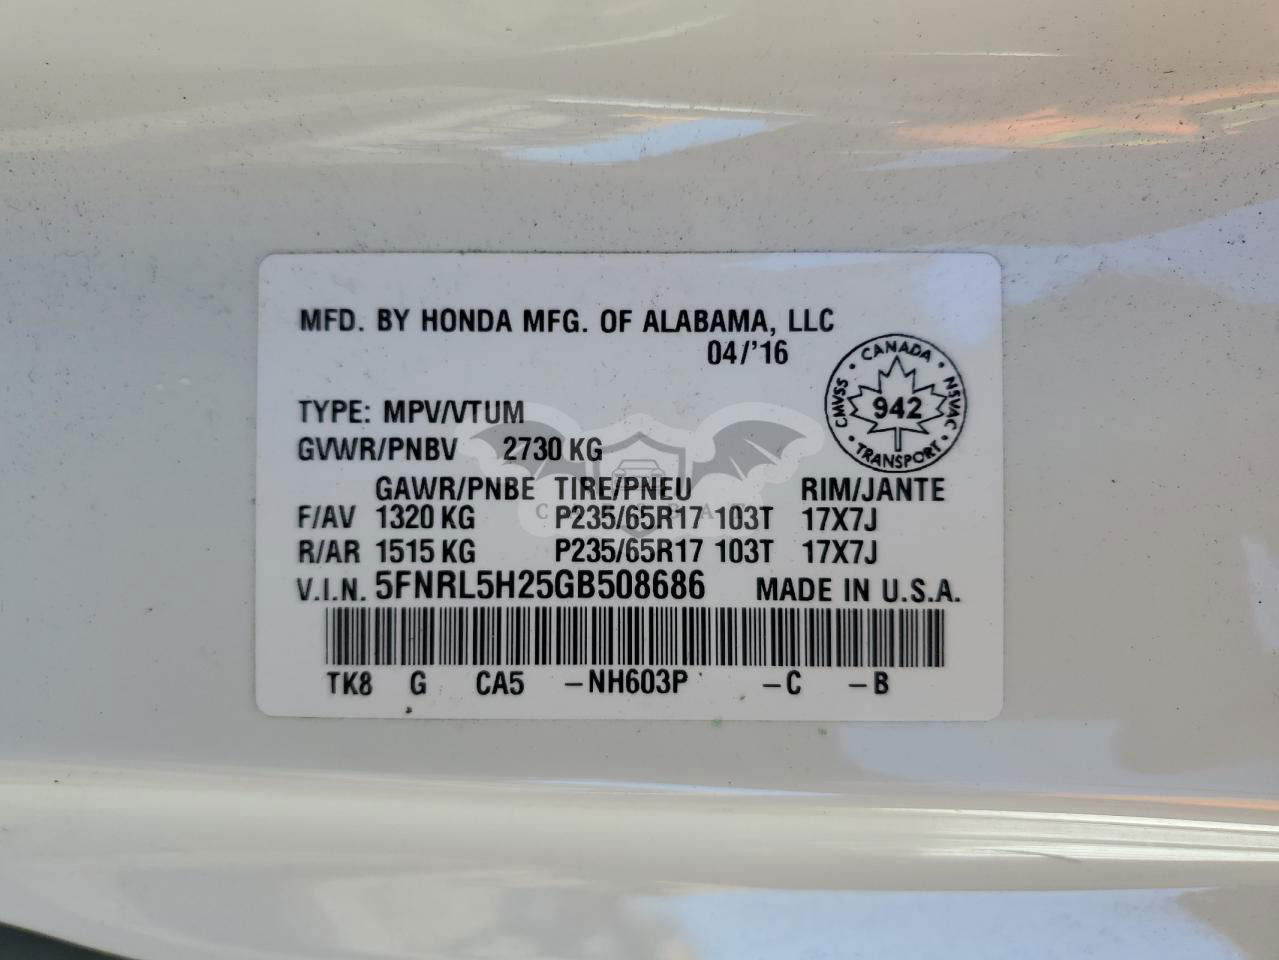 MFD. BY HONDA MFG. OF ALABAMA, LLC
04/'16
CANADA
CMVSS 942 NSVAC
TRANSPORT
TYPE: MPV/VTUM
GVWR/PNBV 2730 KG
GAWR/PNBE TIRE/PNEU RIM/JANTE
F/AV 1320 KG P235/65R17 103T 17X7J
R/AR 1515 KG P235/65R17 103T 17X7J
V.I.N. 5FNRL5H25GB508686 MADE IN U.S.A.
TK8 G CA5 -NH603P -C -B